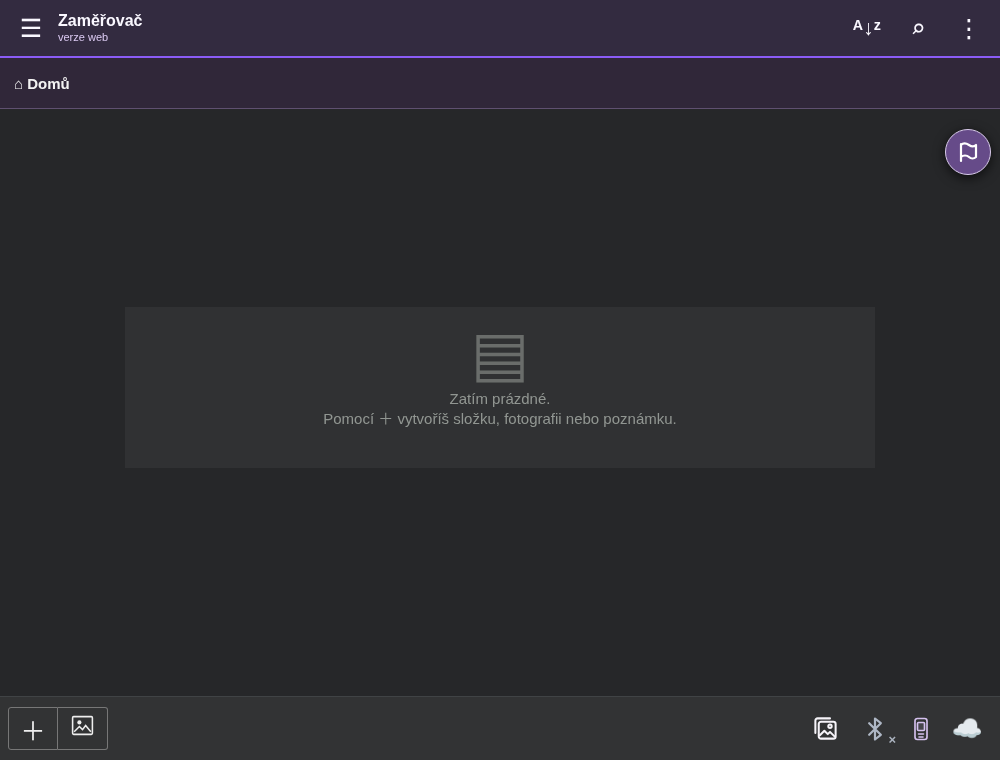 Zaměřovač
verze web
A↓z
⌂ Domů
Zatím prázdné.
Pomocí + vytvoříš složku, fotografii nebo poznámku.